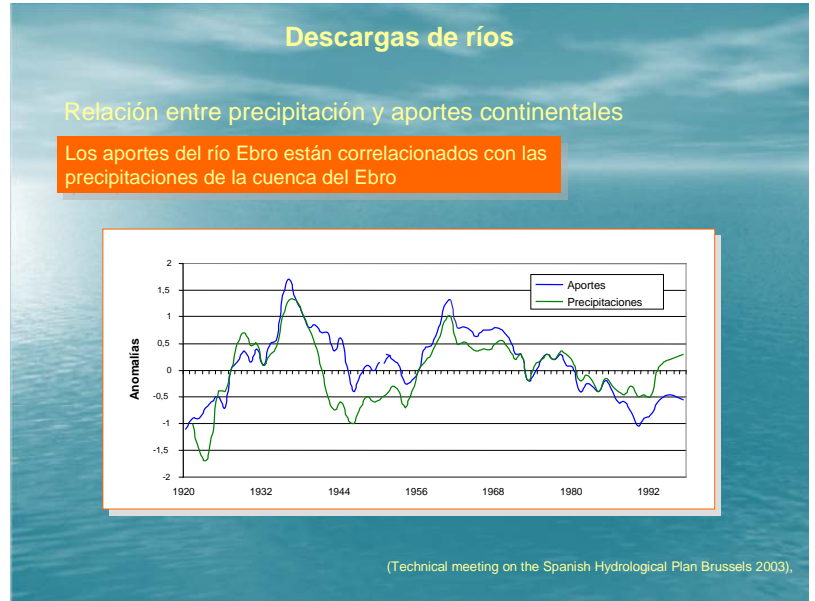 Descargas de ríos
Relación entre precipitación y aportes continentales
Los aportes del río Ebro están correlacionados con las
precipitaciones de la cuenca del Ebro
Anomalías
2
1,5
1
0,5
0
-0,5
-1
-1,5
-2
1920 1932 1944 1956 1968 1980 1992
Aportes
Precipitaciones
(Technical meeting on the Spanish Hydrological Plan Brussels 2003),